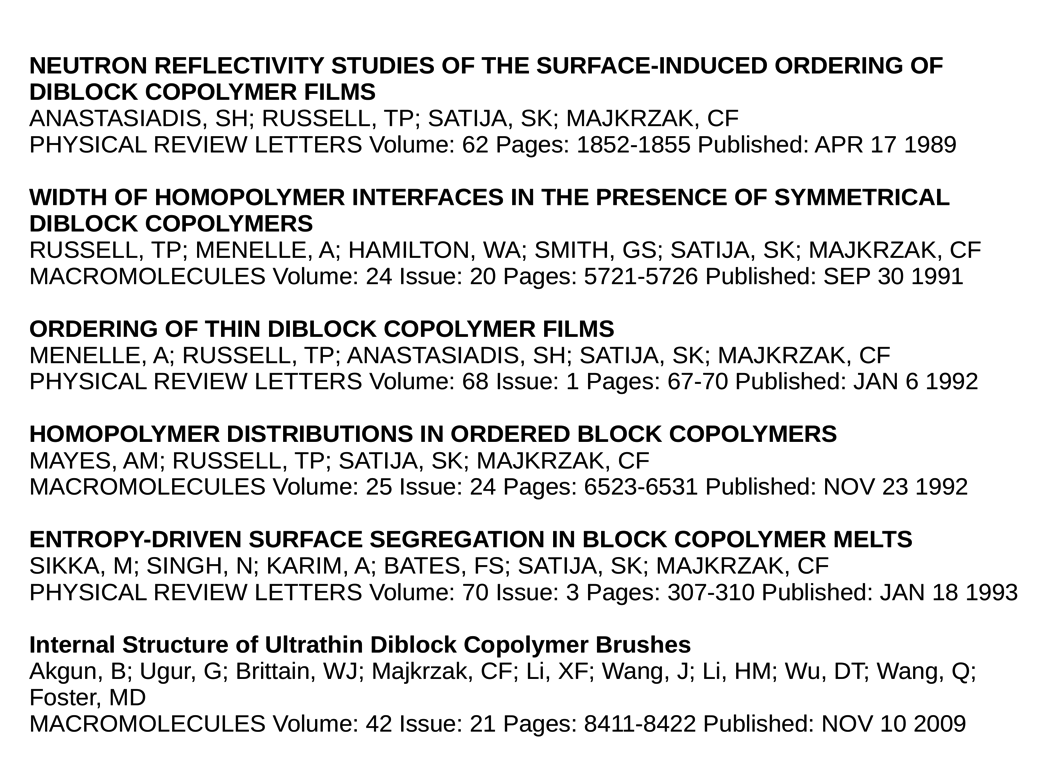 NEUTRON REFLECTIVITY STUDIES OF THE SURFACE-INDUCED ORDERING OF
DIBLOCK COPOLYMER FILMS
ANASTASIADIS, SH; RUSSELL, TP; SATIJA, SK; MAJKRZAK, CF
PHYSICAL REVIEW LETTERS Volume: 62 Pages: 1852-1855 Published: APR 17 1989
WIDTH OF HOMOPOLYMER INTERFACES IN THE PRESENCE OF SYMMETRICAL
DIBLOCK COPOLYMERS
RUSSELL, TP; MENELLE, A; HAMILTON, WA; SMITH, GS; SATIJA, SK; MAJKRZAK, CF
MACROMOLECULES Volume: 24 Issue: 20 Pages: 5721-5726 Published: SEP 30 1991
ORDERING OF THIN DIBLOCK COPOLYMER FILMS
MENELLE, A; RUSSELL, TP; ANASTASIADIS, SH; SATIJA, SK; MAJKRZAK, CF
PHYSICAL REVIEW LETTERS Volume: 68 Issue: 1 Pages: 67-70 Published: JAN 6 1992
HOMOPOLYMER DISTRIBUTIONS IN ORDERED BLOCK COPOLYMERS
MAYES, AM; RUSSELL, TP; SATIJA, SK; MAJKRZAK, CF
MACROMOLECULES Volume: 25 Issue: 24 Pages: 6523-6531 Published: NOV 23 1992
ENTROPY-DRIVEN SURFACE SEGREGATION IN BLOCK COPOLYMER MELTS
SIKKA, M; SINGH, N; KARIM, A; BATES, FS; SATIJA, SK; MAJKRZAK, CF
PHYSICAL REVIEW LETTERS Volume: 70 Issue: 3 Pages: 307-310 Published: JAN 18 1993
Internal Structure of Ultrathin Diblock Copolymer Brushes
Akgun, B; Ugur, G; Brittain, WJ; Majkrzak, CF; Li, XF; Wang, J; Li, HM; Wu, DT; Wang, Q;
Foster, MD
MACROMOLECULES Volume: 42 Issue: 21 Pages: 8411-8422 Published: NOV 10 2009